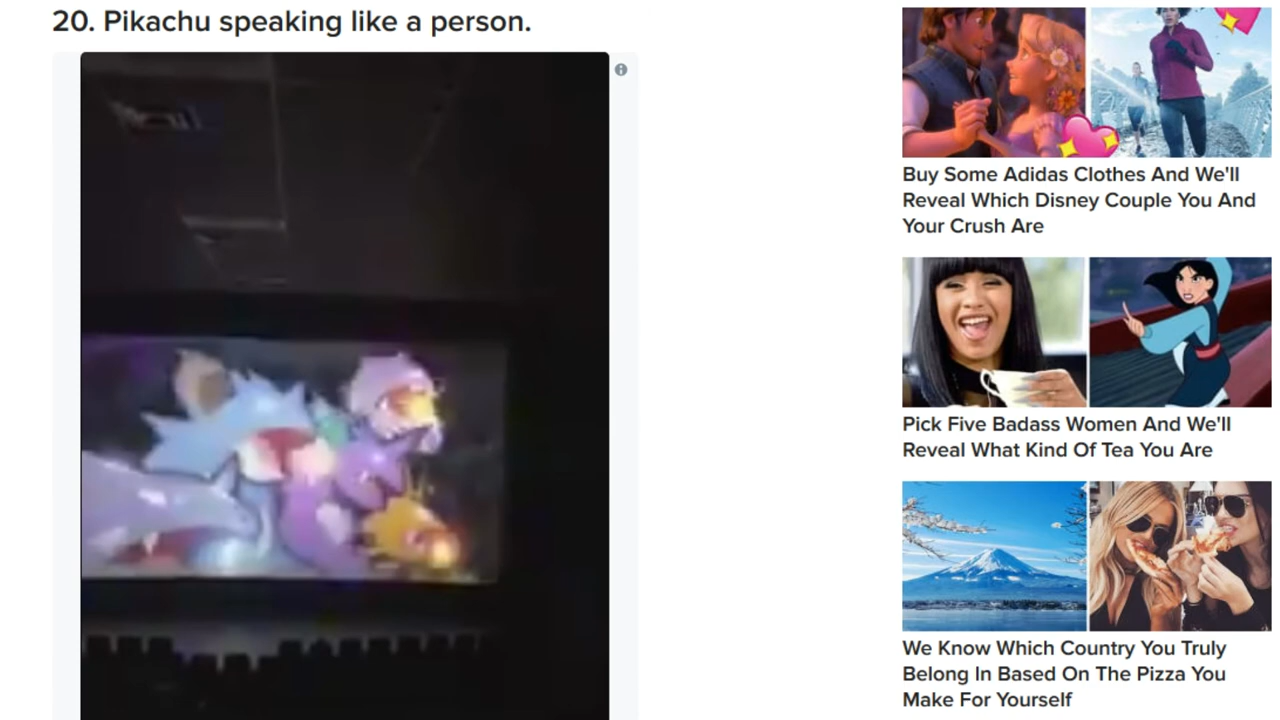 20. Pikachu speaking like a person.
Buy Some Adidas Clothes And We'll
Reveal Which Disney Couple You And
Your Crush Are
Pick Five Badass Women And We'll
Reveal What Kind Of Tea You Are
We Know Which Country You Truly
Belong In Based On The Pizza You
Make For Yourself